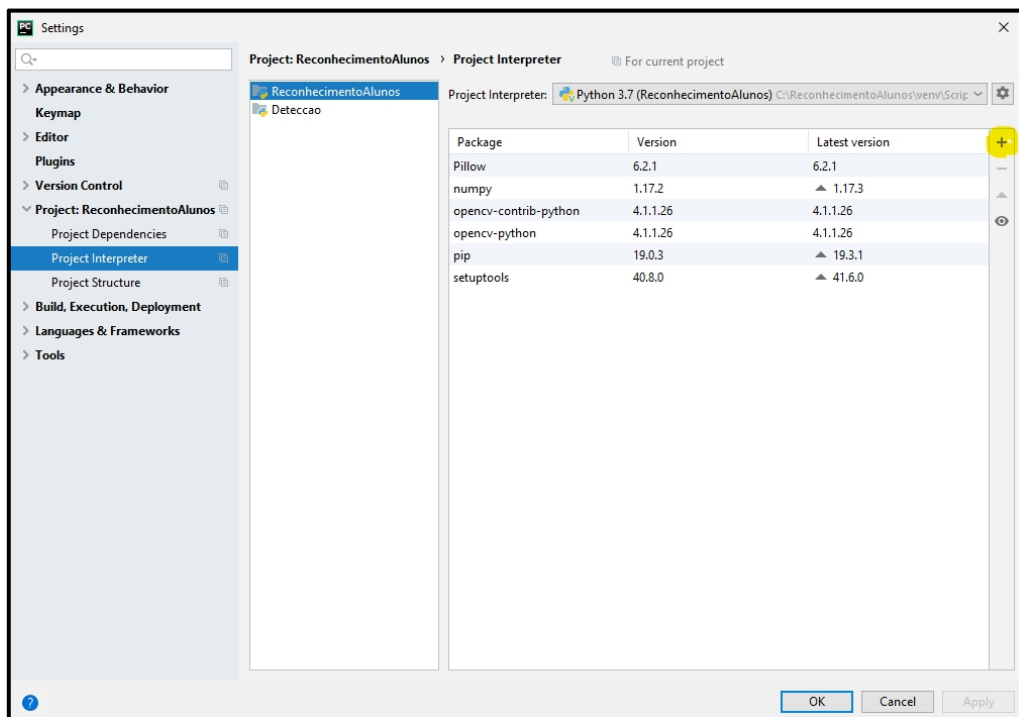 PC Settings
Project: ReconhecimentoAlunos > Project Interpreter For current project
Appearance & Behavior
Keymap
Editor
Plugins
Version Control
Project: ReconhecimentoAlunos
Project Dependencies
Project Interpreter
Project Structure
Build, Execution, Deployment
Languages & Frameworks
Tools
ReconhecimentoAlunos
Deteccao
Project Interpreter: Python 3.7 (ReconhecimentoAlunos) C:\ReconhecimentoAlunos\venv\Scrip
Package Version Latest version
Pillow 6.2.1 6.2.1
numpy 1.17.2 1.17.3
opencv-contrib-python 4.1.1.26 4.1.1.26
opencv-python 4.1.1.26 4.1.1.26
pip 19.0.3 19.3.1
setuptools 40.8.0 41.6.0
?
OK Cancel Apply